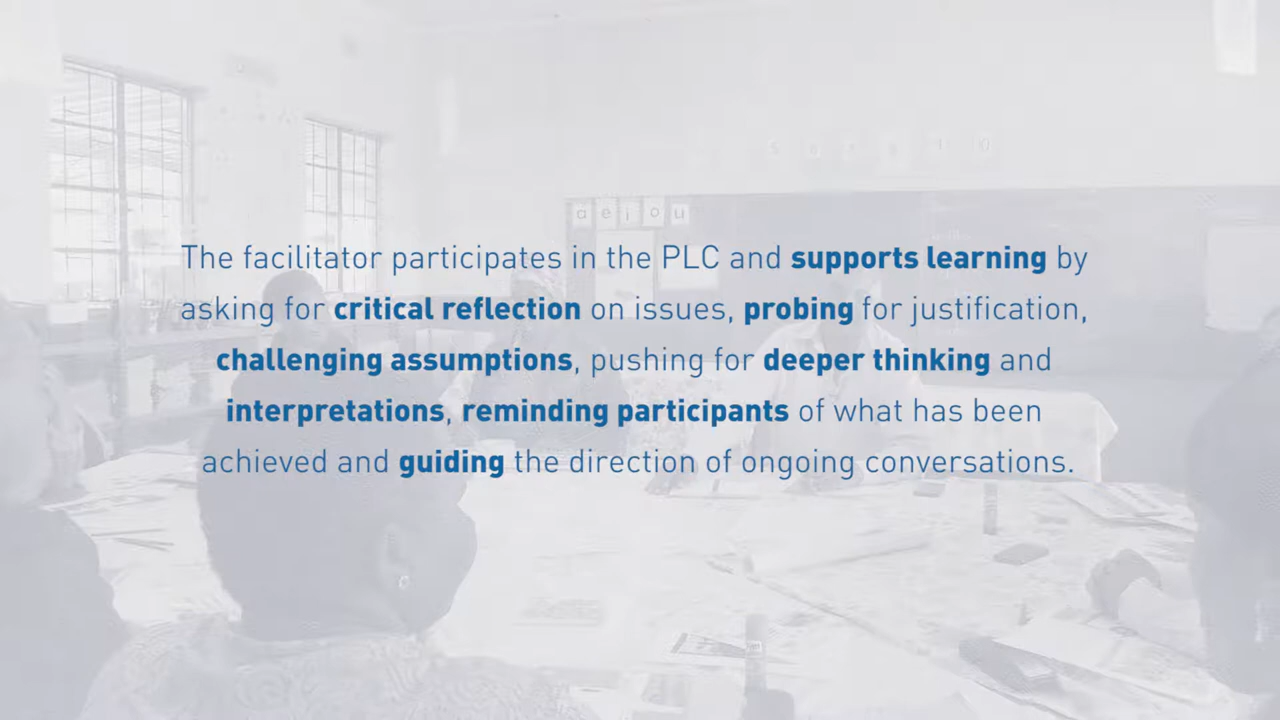 a e i o u
The facilitator participates in the PLC and supports learning by
asking for critical reflection on issues, probing for justification,
challenging assumptions, pushing for deeper thinking and
interpretations, reminding participants of what has been
achieved and guiding the direction of ongoing conversations.